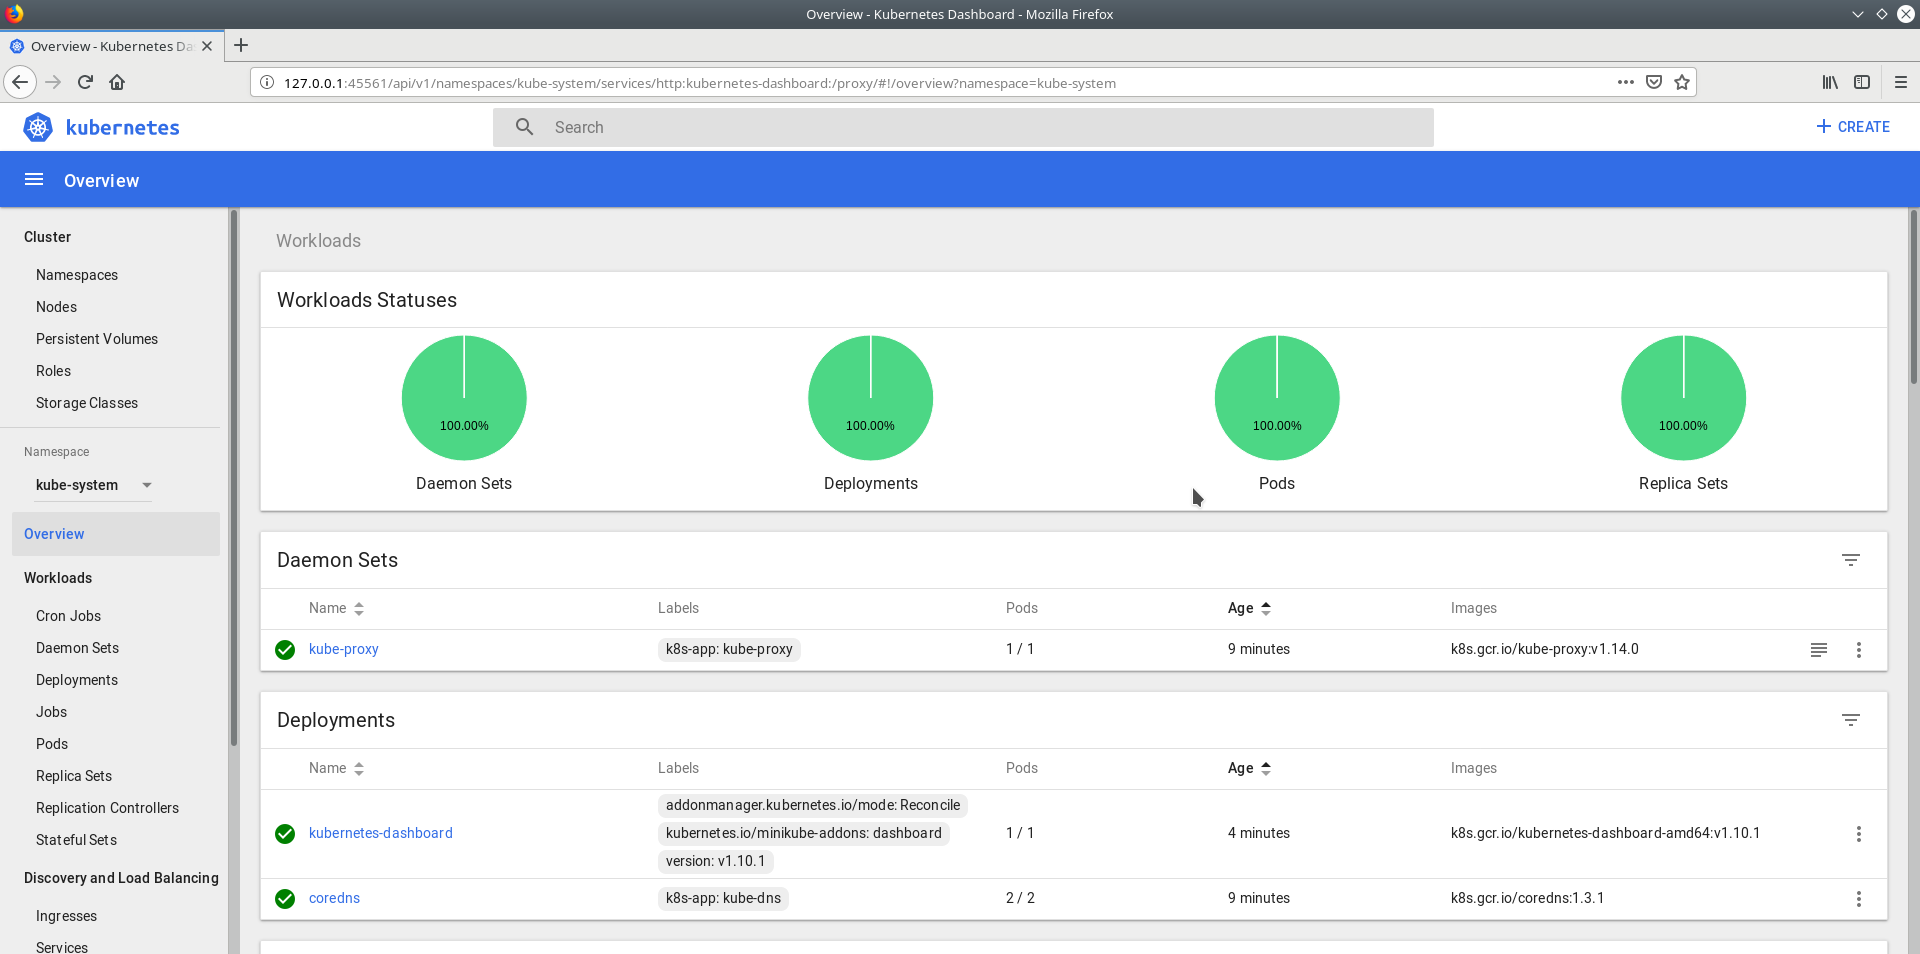 Overview - Kubernetes Dashboard - Mozilla Firefox
Overview - Kubernetes Da
127.0.0.1:45561/api/v1/namespaces/kube-system/services/http:kubernetes-dashboard:/proxy/#!/overview?namespace=kube-system
kubernetes
Search
CREATE
Overview
Cluster
Namespaces
Nodes
Persistent Volumes
Roles
Storage Classes
Namespace
kube-system
Overview
Workloads
Cron Jobs
Daemon Sets
Deployments
Jobs
Pods
Replica Sets
Replication Controllers
Stateful Sets
Discovery and Load Balancing
Ingresses
Services
Workloads
Workloads Statuses
100.00% 100.00% 100.00% 100.00%
Daemon Sets Deployments Pods Replica Sets
Daemon Sets
Name Labels Pods Age Images
kube-proxy k8s-app: kube-proxy 1 / 1 9 minutes k8s.gcr.io/kube-proxy:v1.14.0
Deployments
Name Labels Pods Age Images
addonmanager.kubernetes.io/mode: Reconcile
kubernetes-dashboard kubernetes.io/minikube-addons: dashboard 1 / 1 4 minutes k8s.gcr.io/kubernetes-dashboard-amd64:v1.10.1
version: v1.10.1
coredns k8s-app: kube-dns 2 / 2 9 minutes k8s.gcr.io/coredns:1.3.1